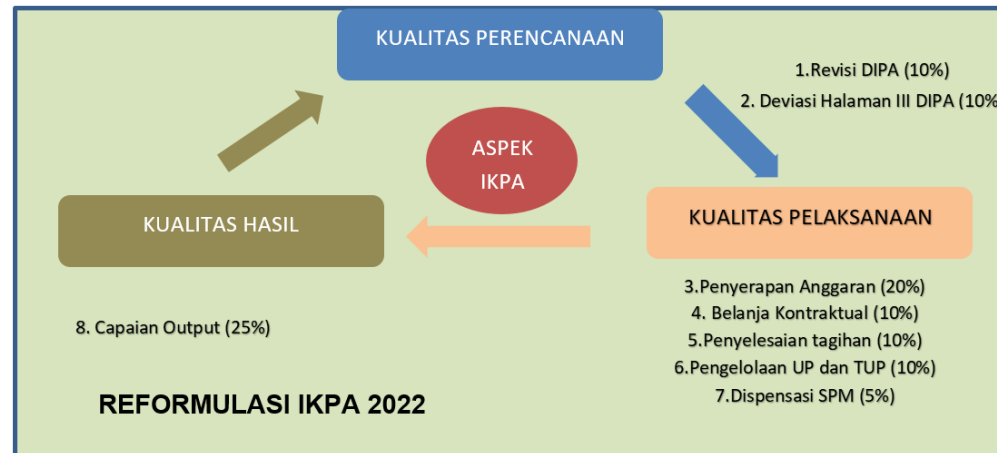 KUALITAS PERENCANAAN
1.Revisi DIPA (10%)
2. Deviasi Halaman III DIPA (10%
ASPEK
IKPA
KUALITAS HASIL
KUALITAS PELAKSANAAN
3.Penyerapan Anggaran (20%)
4. Belanja Kontraktual (10%)
5.Penyelesaian tagihan (10%)
6.Pengelolaan UP dan TUP (10%)
7.Dispensasi SPM (5%)
8. Capaian Output (25%)
REFORMULASI IKPA 2022